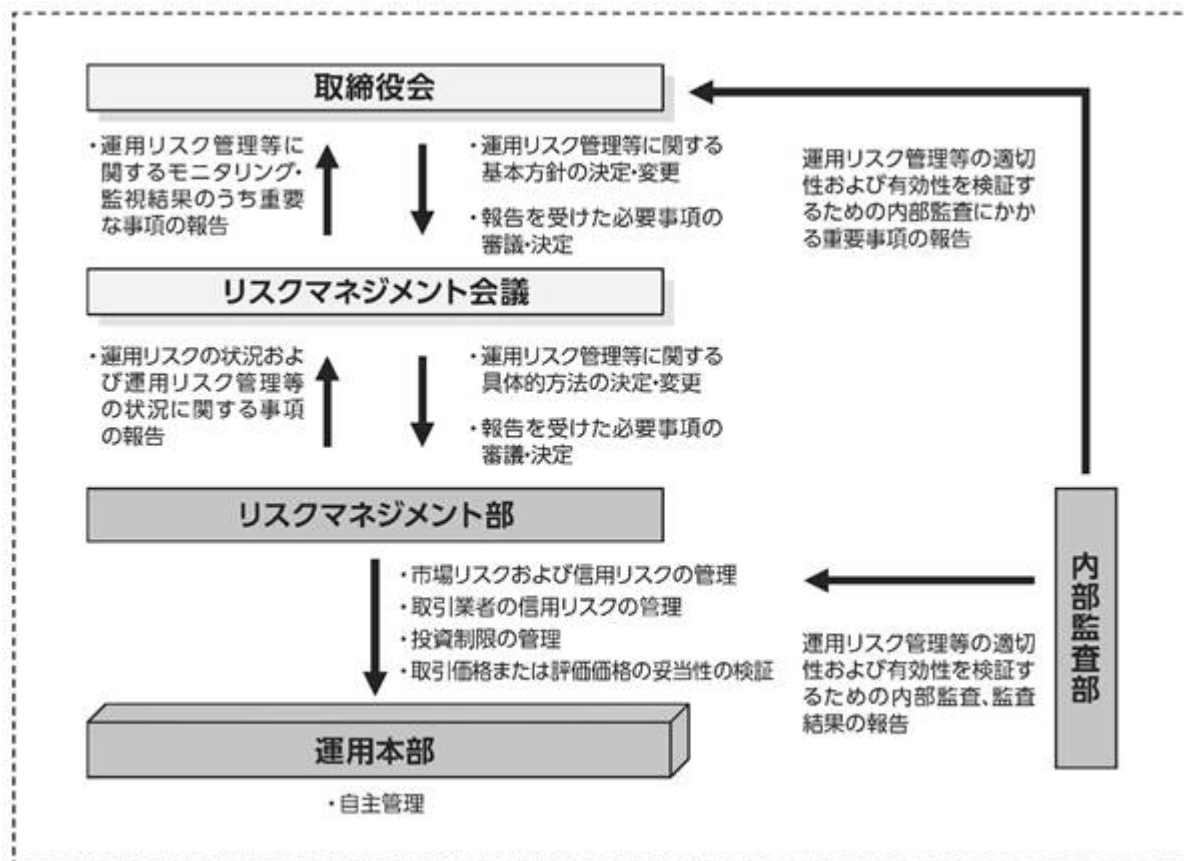 取締役会
・運用リスク管理等に
関するモニタリング・
監視結果のうち重要
な事項の報告
・運用リスク管理等に関する
基本方針の決定・変更
・報告を受けた必要事項の
審議・決定
運用リスク管理等の適切
性および有効性を検証す
るための内部監査にかか
る重要事項の報告
リスクマネジメント会議
・運用リスクの状況およ
び運用リスク管理等
の状況に関する事項
の報告
・運用リスク管理等に関する
具体的方法の決定・変更
・報告を受けた必要事項の
審議・決定
リスクマネジメント部
・市場リスクおよび信用リスクの管理
・取引業者の信用リスクの管理
・投資制限の管理
・取引価格または評価価格の妥当性の検証
内部監査部
運用リスク管理等の適切
性および有効性を検証す
るための内部監査、監査
結果の報告
運用本部
・自主管理